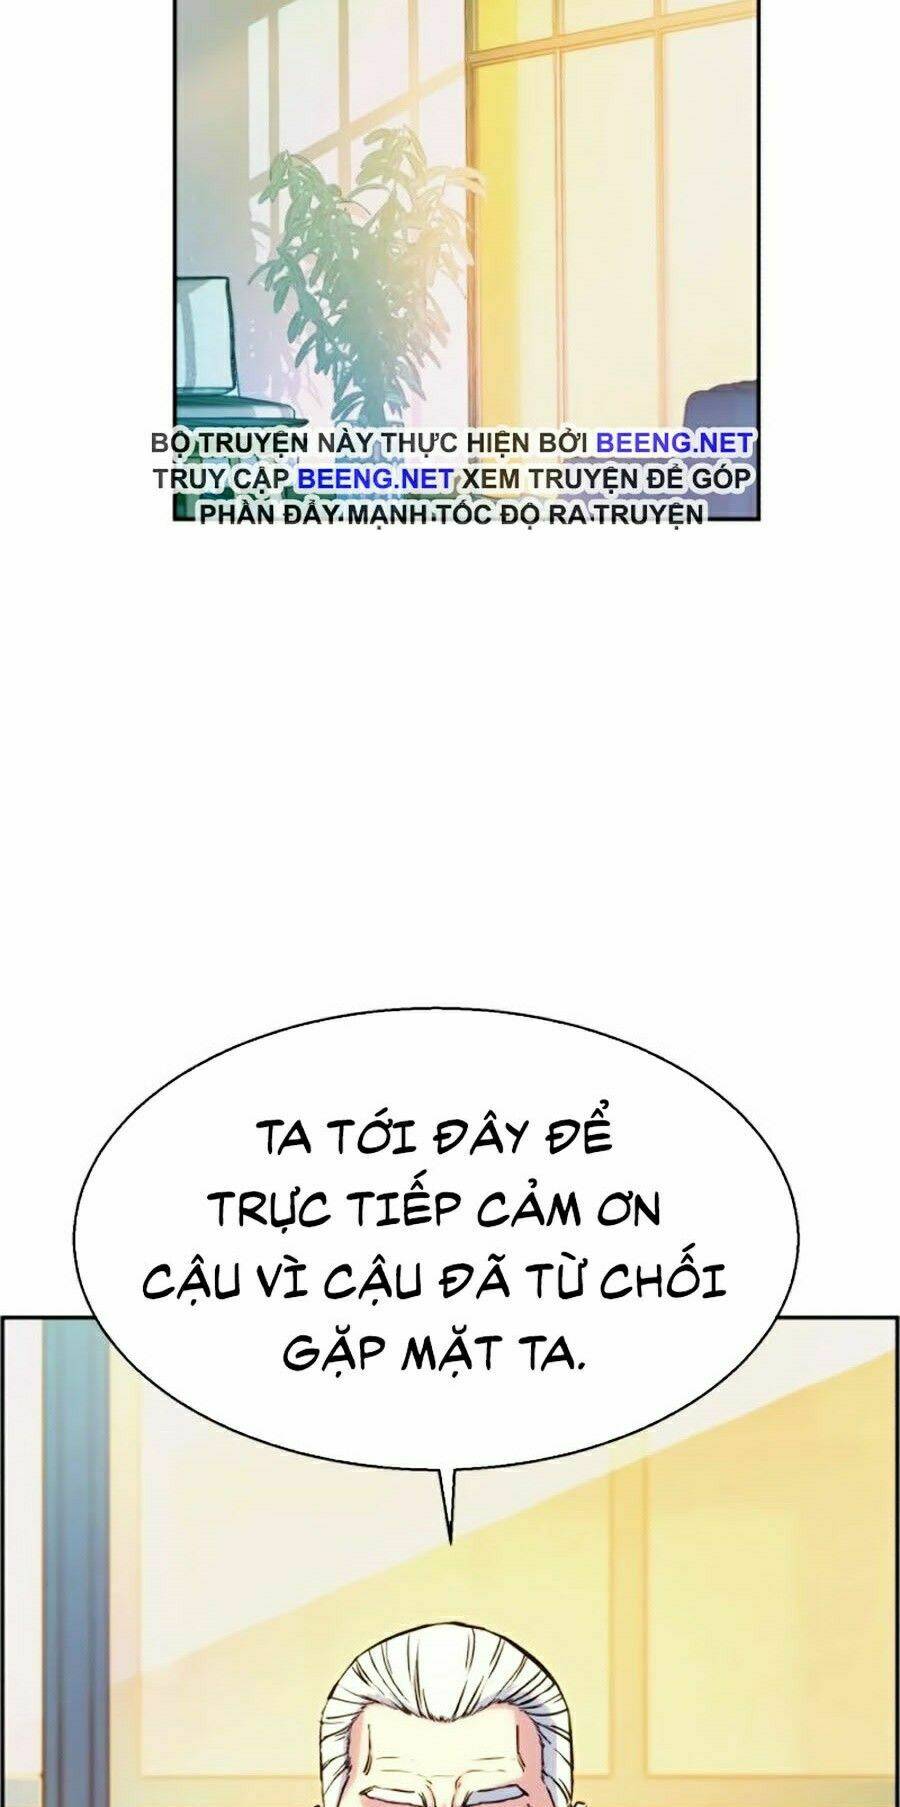 BỘ TRUYỆN NÀY THỰC HIỆN BỞI BEENG.NET
TRUY CẬP BEENG.NET XEM TRUYỆN ĐỂ GÓP
PHẦN ĐẨY MẠNH TỐC ĐỘ RA TRUYỆN
TA TỚI ĐÂY ĐỂ
TRỰC TIẾP CẢM ƠN
CẬU VÌ CẬU ĐÃ TỪ CHỐI
GẶP MẶT TA.